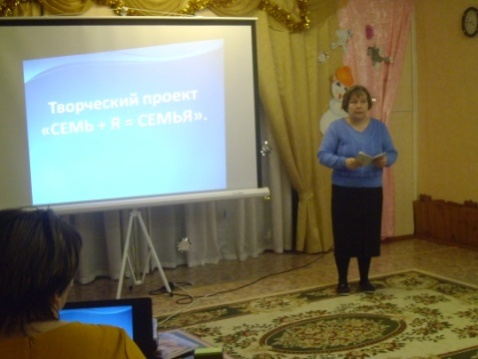 Творческий проект
«СЕМЬ + Я = СЕМЬЯ».